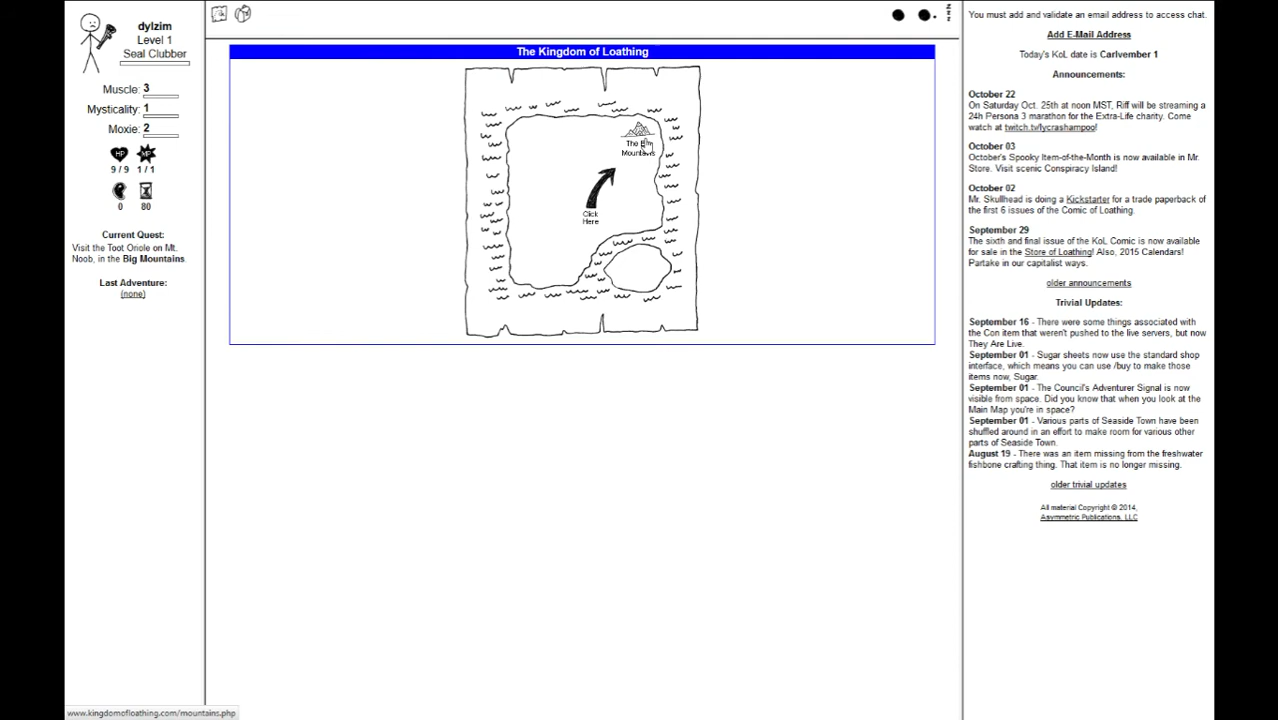 dylzim
Level 1
Seal Clubber
Muscle: 3
Mysticality: 1
Moxie: 2
HP MP
9 / 9 1 / 1
0 80
Current Quest:
Visit the Toot Oriole on Mt.
Noob, in the Big Mountains.
Last Adventure:
(none)
The Kingdom of Loathing
The
Mountains
Click
Here
You must add and validate an email address to access chat.
Add E-Mail Address
Today's KoL date is Carlvember 1
Announcements:
October 22
On Saturday Oct. 25th at noon MST, Riff will be streaming a
24h Persona 3 marathon for the Extra-Life charity. Come
watch at twitch.tv/lycrashampoo!
October 03
October's Spooky Item-of-the-Month is now available in Mr.
Store. Visit scenic Conspiracy Island!
October 02
Mr. Skullhead is doing a Kickstarter for a trade paperback of
the first 6 issues of the Comic of Loathing.
September 29
The sixth and final issue of the KoL Comic is now available
for sale in the Store of Loathing! Also, 2015 Calendars!
Partake in our capitalist ways.
older announcements
Trivial Updates:
September 16 - There were some things associated with
the Con item that weren't pushed to the live servers, but now
They Are Live.
September 01 - Sugar sheets now use the standard shop
interface, which means you can use /buy to make those
items now, Sugar.
September 01 - The Council's Adventurer Signal is now
visible from space. Did you know that when you look at the
Main Map you're in space?
September 01 - Various parts of Seaside Town have been
shuffled around in an effort to make room for various other
parts of Seaside Town.
August 19 - There was an item missing from the freshwater
fishbone crafting thing. That item is no longer missing.
older trivial updates
All material Copyright © 2014,
Asymmetric Publications, LLC
www.kingdomofloathing.com/mountains.php